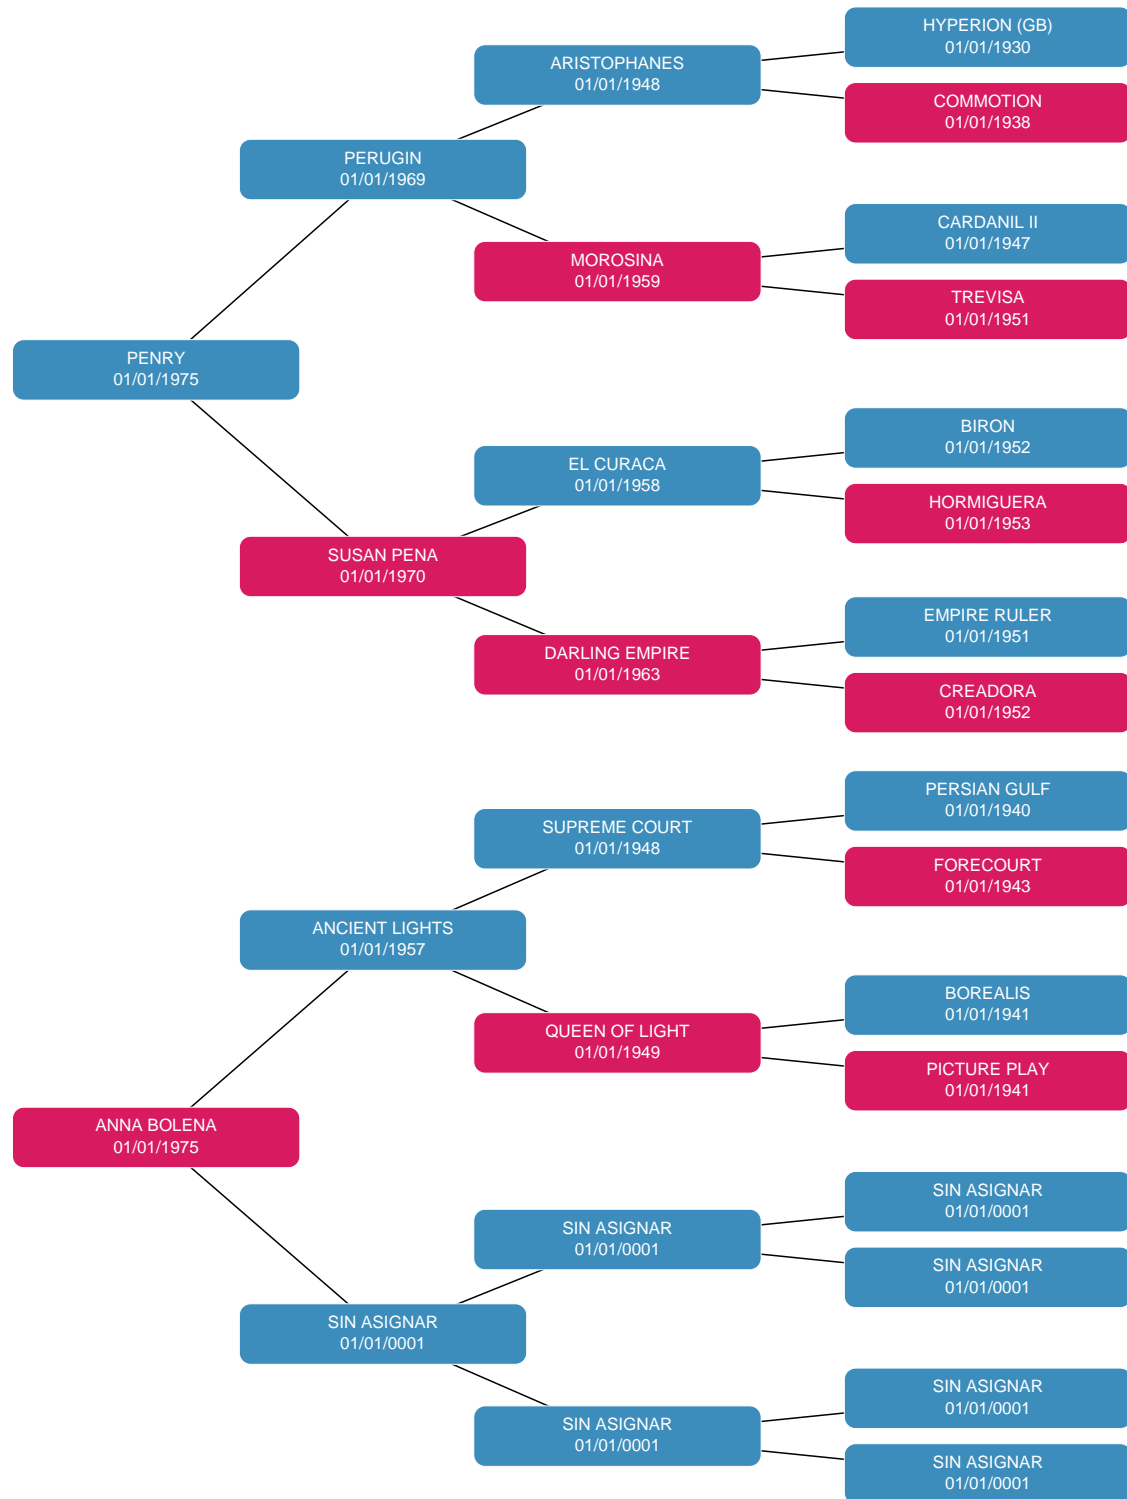 HYPERION (GB)
01/01/1930
ARISTOPHANES
01/01/1948
COMMOTION
01/01/1938
PERUGIN
01/01/1969
CARDANIL II
01/01/1947
MOROSINA
01/01/1959
TREVISA
01/01/1951
PENRY
01/01/1975
BIRON
01/01/1952
EL CURACA
01/01/1958
HORMIGUERA
01/01/1953
SUSAN PENA
01/01/1970
EMPIRE RULER
01/01/1951
DARLING EMPIRE
01/01/1963
CREADORA
01/01/1952
PERSIAN GULF
01/01/1940
SUPREME COURT
01/01/1948
FORECOURT
01/01/1943
ANCIENT LIGHTS
01/01/1957
BOREALIS
01/01/1941
QUEEN OF LIGHT
01/01/1949
PICTURE PLAY
01/01/1941
ANNA BOLENA
01/01/1975
SIN ASIGNAR
01/01/0001
SIN ASIGNAR
01/01/0001
SIN ASIGNAR
01/01/0001
SIN ASIGNAR
01/01/0001
SIN ASIGNAR
01/01/0001
SIN ASIGNAR
01/01/0001
SIN ASIGNAR
01/01/0001